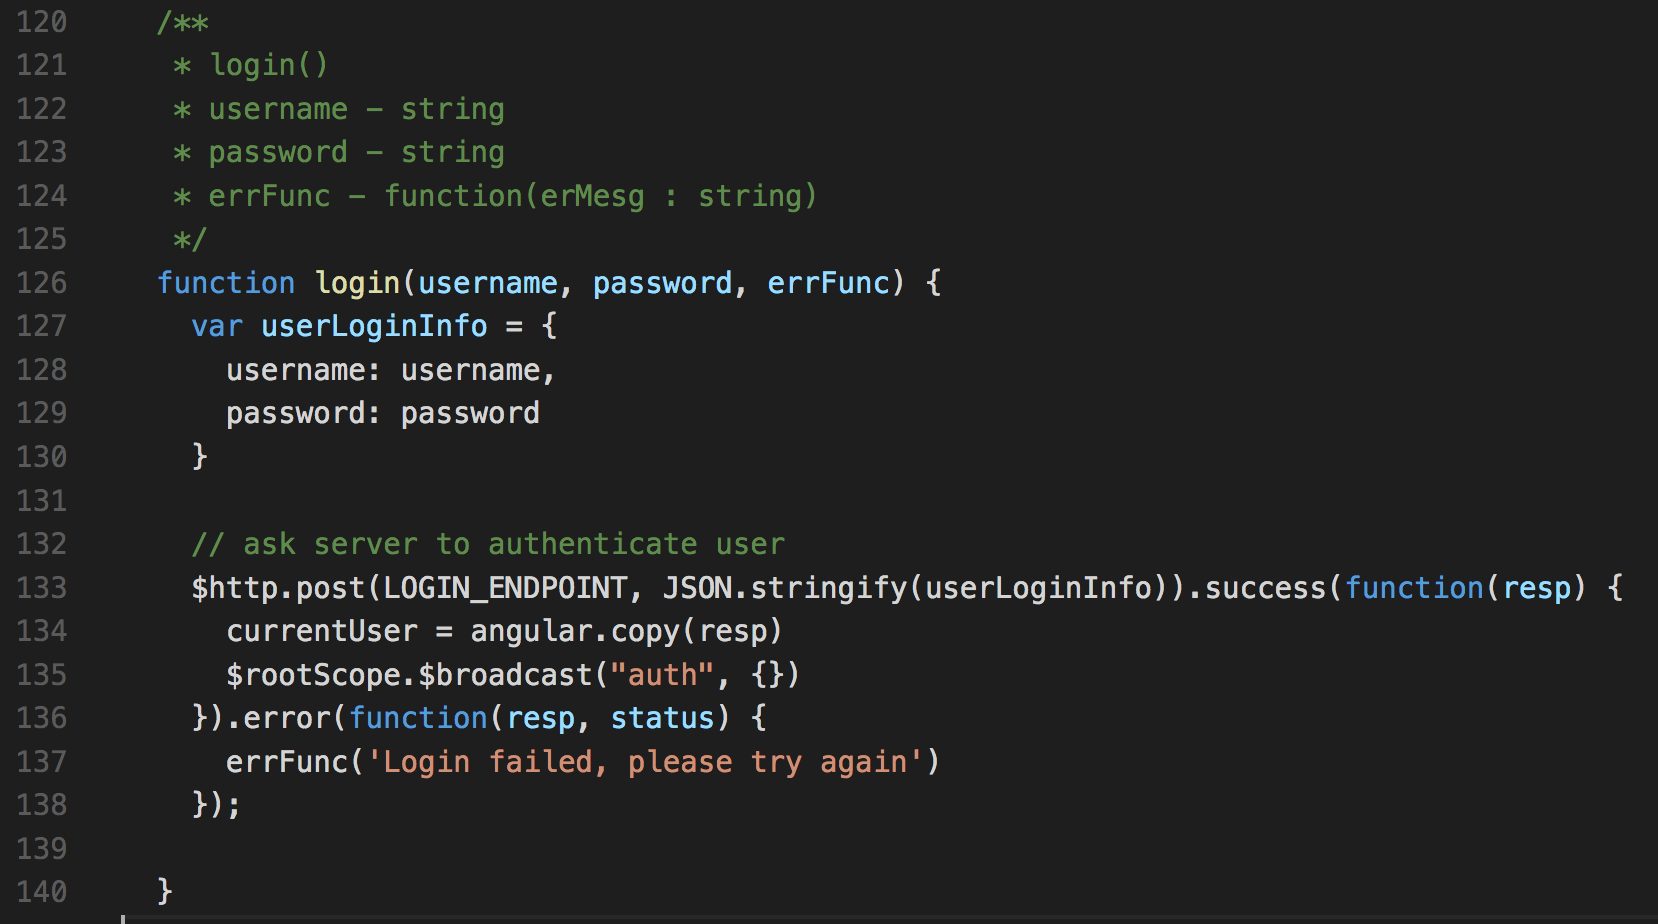 120 /**
121 * login()
122 * username – string
123 * password – string
124 * errFunc – function(erMesg : string)
125 */
126 function login(username, password, errFunc) {
127 var userLoginInfo = {
128 username: username,
129 password: password
130 }
131
132 // ask server to authenticate user
133 $http.post(LOGIN_ENDPOINT, JSON.stringify(userLoginInfo)).success(function(resp) {
134 currentUser = angular.copy(resp)
135 $rootScope.$broadcast("auth", {})
136 }).error(function(resp, status) {
137 errFunc('Login failed, please try again')
138 });
139
140 }